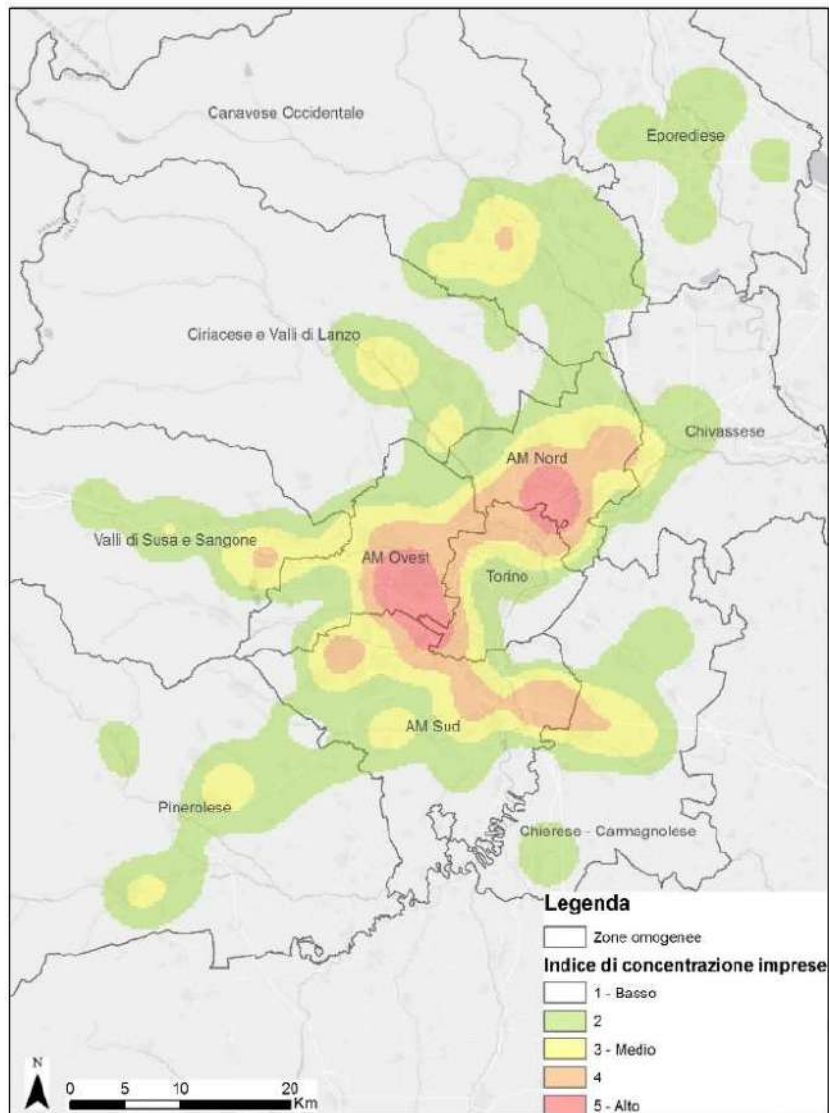 Canavese Occidentale
Eporediese
Ciriacese e Valli di Lanzo
Chivassese
AM Nord
Valli di Susa e Sangone
AM Ovest
Torino
AM Sud
Pinerolese
Chierese - Carmagnolese
Legenda
Zone omogenee
Indice di concentrazione imprese
1 - Basso
2
3 - Medio
4
5 - Alto
N
0 5 10 20
Km